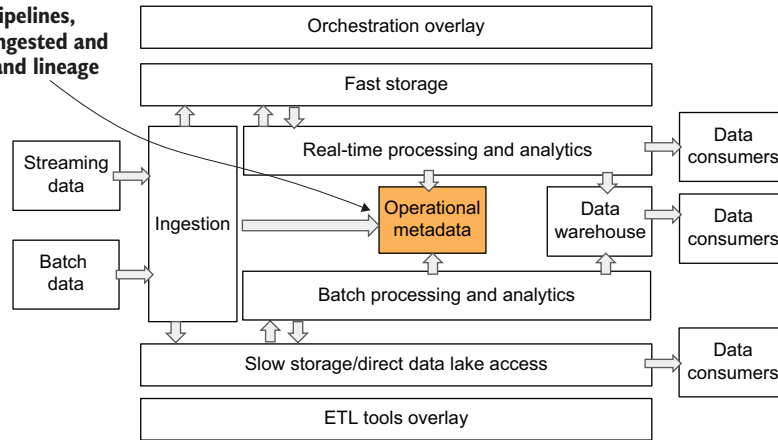 ipelines,
ngested and
and lineage
Orchestration overlay
Fast storage
Real-time processing and analytics
Data
consumers
Streaming
data
Ingestion
Operational
metadata
Data
warehouse
Data
consumers
Batch
data
Batch processing and analytics
Slow storage/direct data lake access
Data
consumers
ETL tools overlay